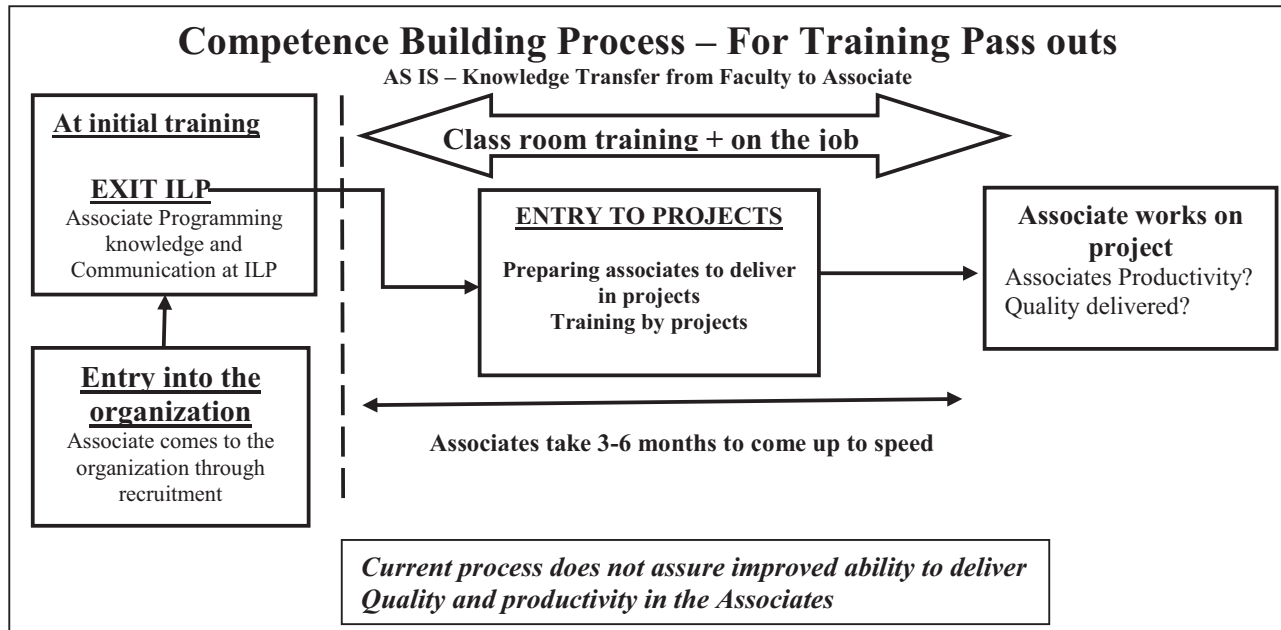 Competence Building Process – For Training Pass outs
AS IS – Knowledge Transfer from Faculty to Associate
At initial training
EXIT ILP
Associate Programming
knowledge and
Communication at ILP
Entry into the
organization
Associate comes to the
organization through
recruitment
Class room training + on the job
ENTRY TO PROJECTS
Preparing associates to deliver
in projects
Training by projects
Associates take 3-6 months to come up to speed
Associate works on
project
Associates Productivity?
Quality delivered?
Current process does not assure improved ability to deliver
Quality and productivity in the Associates